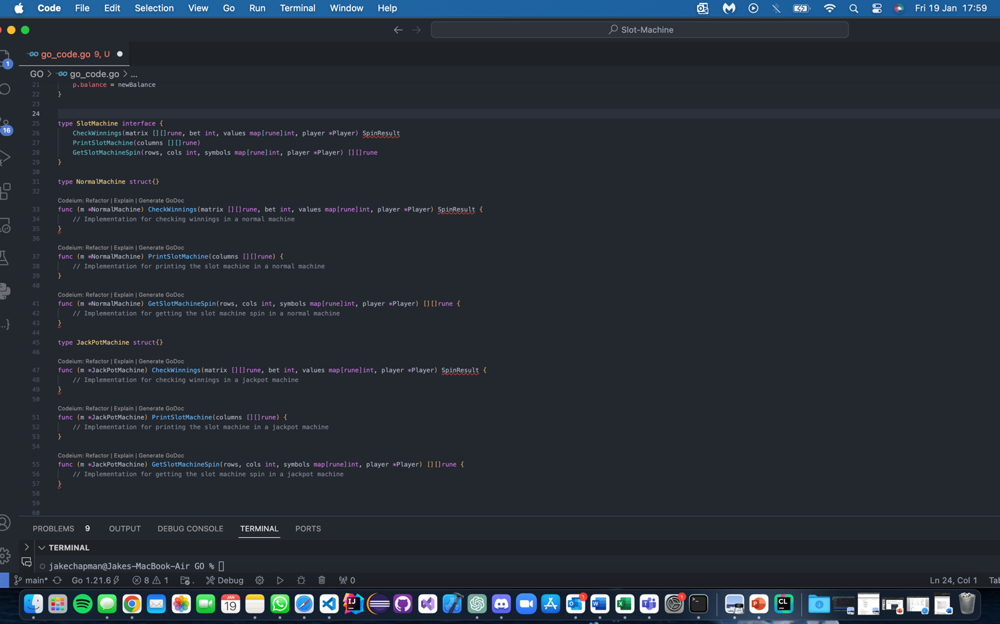 Code File Edit Selection View Go Run Terminal Window Help Fri 19 Jan 17:59
Slot-Machine
GO go_code.go 9, U
1
GO > GO go_code.go > ...
21 p.balance = newBalance
22 }
23
24
25 type SlotMachine interface {
26 CheckWinnings(matrix [][]rune, bet int, values map[rune]int, player *Player) SpinResult
27 PrintSlotMachine(columns [][]rune)
28 GetSlotMachineSpin(rows, cols int, symbols map[rune]int, player *Player) [][]rune
29 }
30
31 type NormalMachine struct{}
32
Codeium: Refactor | Explain | Generate GoDoc
33 func (m *NormalMachine) CheckWinnings(matrix [][]rune, bet int, values map[rune]int, player *Player) SpinResult {
34 // Implementation for checking winnings in a normal machine
35 }
36
Codeium: Refactor | Explain | Generate GoDoc
37 func (m *NormalMachine) PrintSlotMachine(columns [][]rune) {
38 // Implementation for printing the slot machine in a normal machine
39 }
40
Codeium: Refactor | Explain | Generate GoDoc
41 func (m *NormalMachine) GetSlotMachineSpin(rows, cols int, symbols map[rune]int, player *Player) [][]rune {
42 // Implementation for getting the slot machine spin in a normal machine
43 }
44
45 type JackPotMachine struct{}
46
Codeium: Refactor | Explain | Generate GoDoc
47 func (m *JackPotMachine) CheckWinnings(matrix [][]rune, bet int, values map[rune]int, player *Player) SpinResult {
48 // Implementation for checking winnings in a jackpot machine
49 }
50
Codeium: Refactor | Explain | Generate GoDoc
51 func (m *JackPotMachine) PrintSlotMachine(columns [][]rune) {
52 // Implementation for printing the slot machine in a jackpot machine
53 }
54
Codeium: Refactor | Explain | Generate GoDoc
55 func (m *JackPotMachine) GetSlotMachineSpin(rows, cols int, symbols map[rune]int, player *Player) [][]rune {
56 // Implementation for getting the slot machine spin in a jackpot machine
57 }
58
59
60
16
...}
PROBLEMS 9 OUTPUT DEBUG CONSOLE TERMINAL PORTS
TERMINAL
jakechapman@Jakes-MacBook-Air GO %
main* Go 1.21.6 8 1 . Debug 0 Ln 24, Col 1 Tab
JAN
19
IJ
1
W
X
1
>_
P
CL